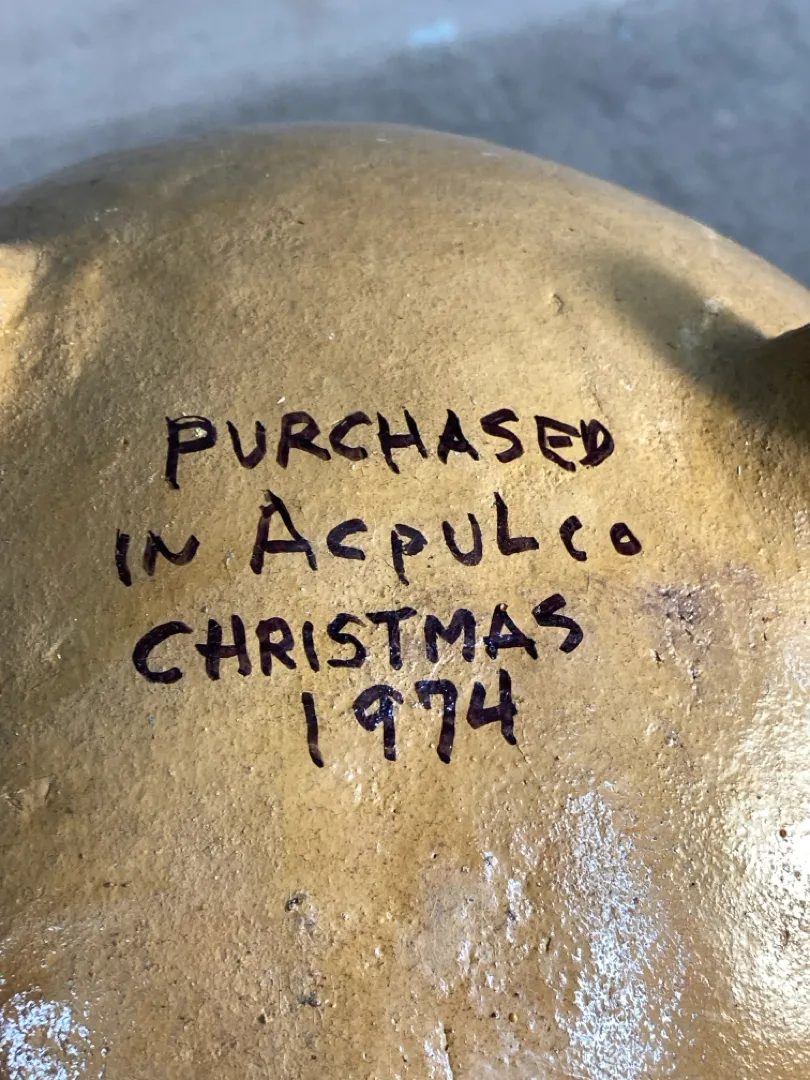 PURCHASED
IN ACpULco
CHRISTMAS
1974